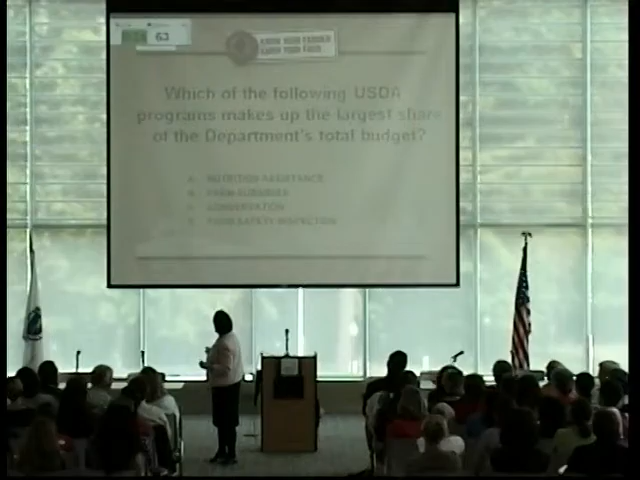 63
KNOW YOUR FARMER
KNOW YOUR FOOD
Which of the following USDA
programs makes up the largest share
of the Department's total budget?
NUTRITION ASSISTANCE
FARM SUBSIDIES
CONSERVATION
FOOD SAFETY INSPECTION